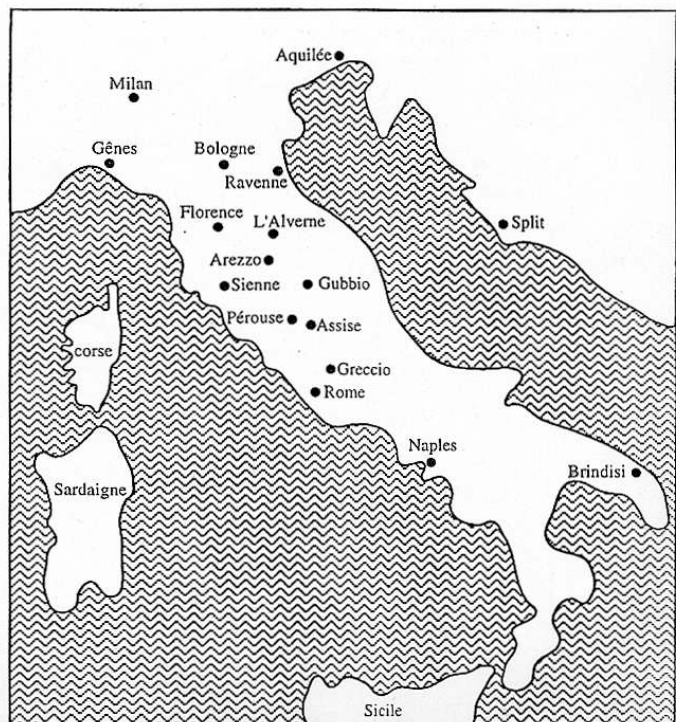 Aquilée
Milan
Gênes
Bologne
Ravenne
Florence
L'Alverne
Split
Arezzo
Sienne
Gubbio
Pérouse
Assise
corse
Greccio
Rome
Naples
Brindisi
Sardaigne
Sicile